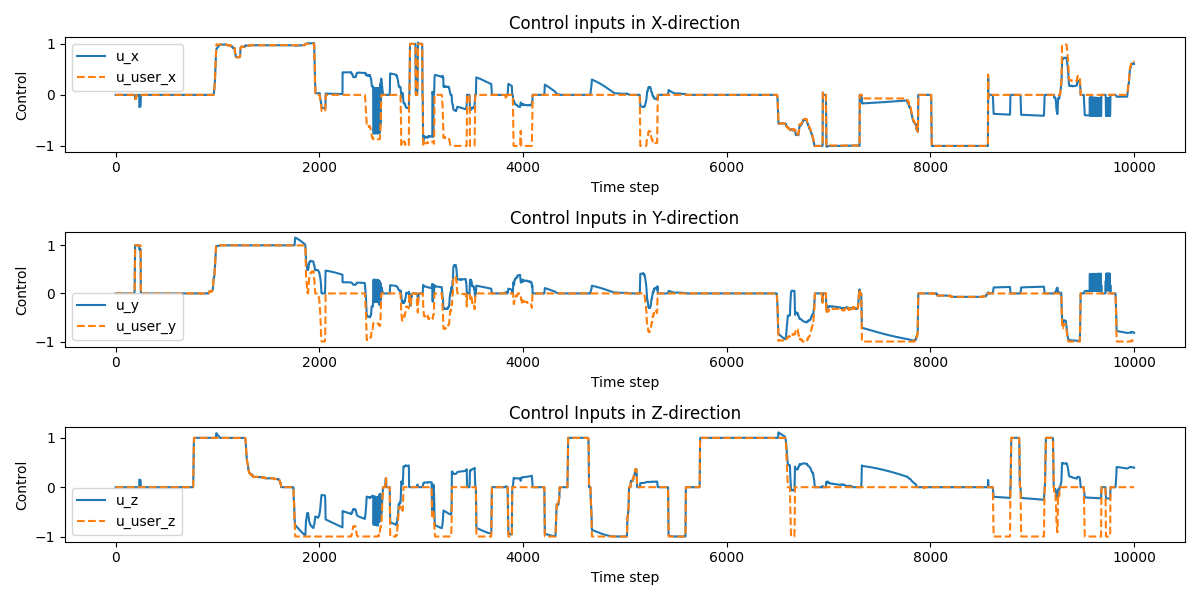 Control inputs in X-direction
1
0
−1
Control
u_x
u_user_x
0 2000 4000 6000 8000 10000
Time step
Control Inputs in Y-direction
1
0
−1
Control
u_y
u_user_y
0 2000 4000 6000 8000 10000
Time step
Control Inputs in Z-direction
1
0
−1
Control
u_z
u_user_z
0 2000 4000 6000 8000 10000
Time step